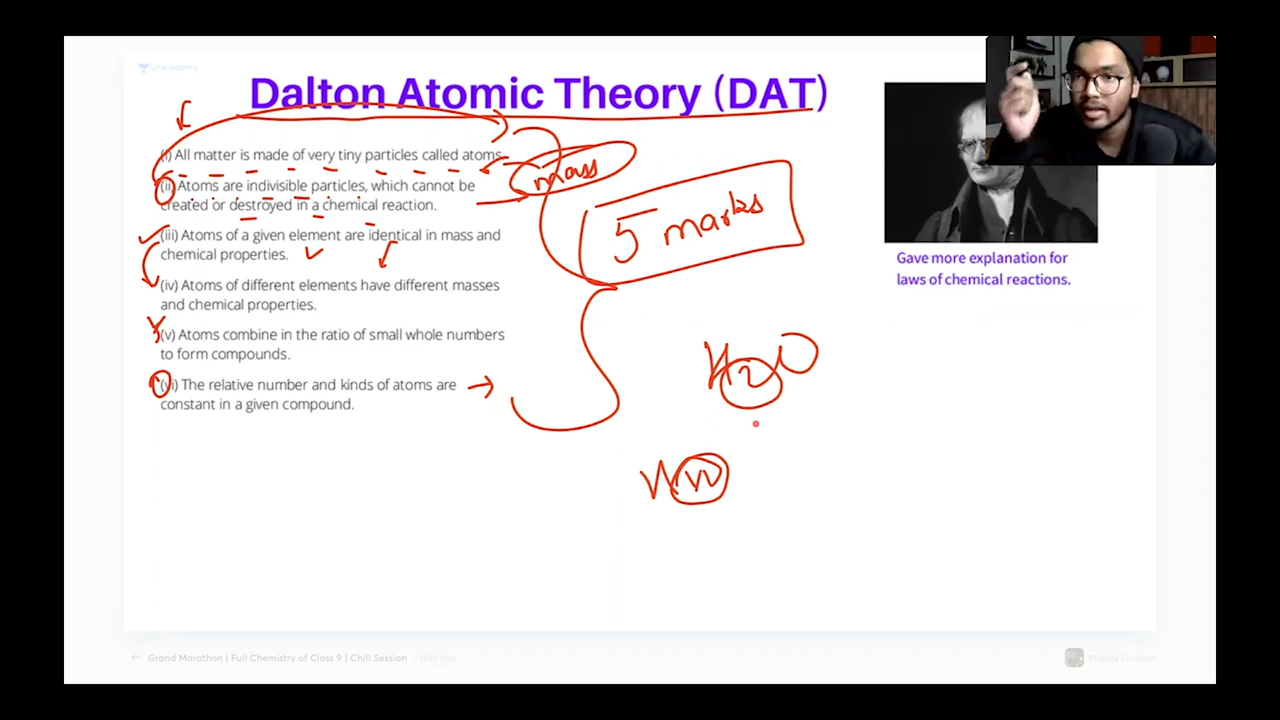 unacademy
Dalton Atomic Theory (DAT)
(i) All matter is made of very tiny particles called atoms.
(ii) Atoms are indivisible particles, which cannot be
created or destroyed in a chemical reaction.
(iii) Atoms of a given element are identical in mass and
chemical properties.
(iv) Atoms of different elements have different masses
and chemical properties.
(v) Atoms combine in the ratio of small whole numbers
to form compounds.
(vi) The relative number and kinds of atoms are
constant in a given compound.
mass
5 marks
H2O
Gave more explanation for
laws of chemical reactions.
Grand Marathon | Full Chemistry of Class 9 | Chill Session